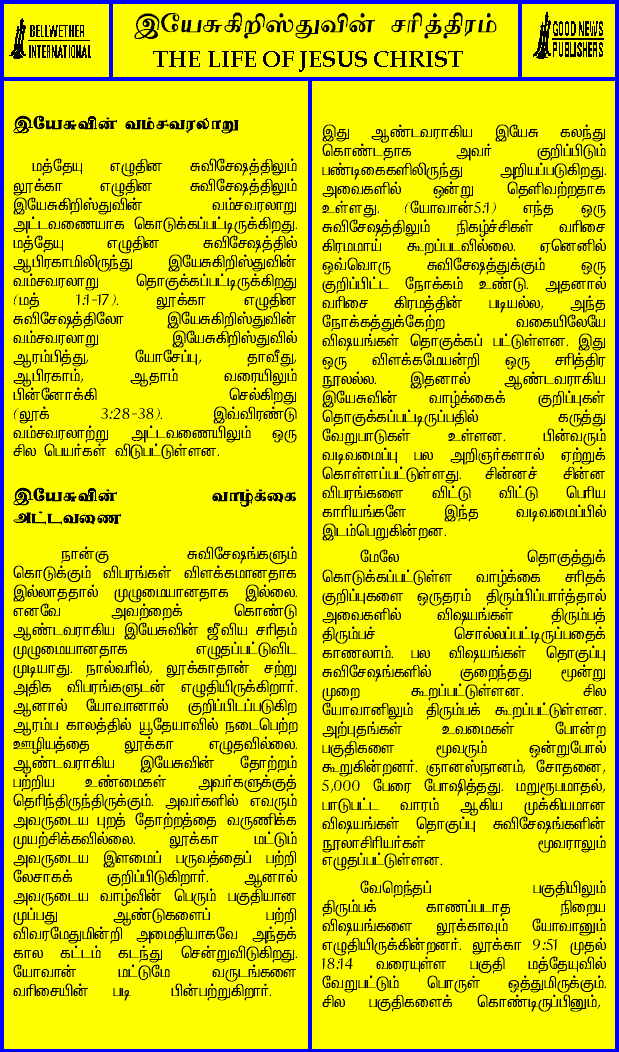 BELLWETHER
INTERNATIONAL
இயேசுகிறிஸ்துவின் சரித்திரம்
THE LIFE OF JESUS CHRIST
GOOD NEWS
PUBLISHERS
இயேசுவின் வம்சவரலாறு
மத்தேயு எழுதின சுவிசேஷத்திலும்
லூக்கா எழுதின சுவிசேஷத்திலும்
இயேசுகிறிஸ்துவின் வம்சவரலாறு
அட்டவணையாக கொடுக்கப்பட்டிருக்கிறது.
மத்தேயு எழுதின சுவிசேஷத்தில்
ஆபிரகாமிலிருந்து இயேசுகிறிஸ்துவின்
வம்சவரலாறு தொகுக்கப்பட்டிருக்கிறது
(மத் 1:1-17). லூக்கா எழுதின
சுவிசேஷத்திலோ இயேசுகிறிஸ்துவின்
வம்சவரலாறு இயேசுகிறிஸ்துவில்
ஆரம்பித்து, யோசேப்பு, தாவீது,
ஆபிரகாம், ஆதாம் வரையிலும்
பின்னோக்கி செல்கிறது
(லூக் 3:28-38). இவ்விரண்டு
வம்சவரலாற்று அட்டவணையிலும் ஒரு
சில பெயர்கள் விடுபட்டுள்ளன.
இயேசுவின் வாழ்க்கை
அட்டவணை
நான்கு சுவிசேஷங்களும்
கொடுக்கும் விபரங்கள் விளக்கமானதாக
இல்லாததால் முழுமையானதாக இல்லை.
எனவே அவற்றைக் கொண்டு
ஆண்டவராகிய இயேசுவின் ஜீவிய சரிதம்
முழுமையானதாக எழுதப்பட்டுவிட
முடியாது. நால்வரில், லூக்காதான் சற்று
அதிக விபரங்களுடன் எழுதியிருக்கிறார்.
ஆனால் யோவானால் குறிப்பிடப்படுகிற
ஆரம்ப காலத்தில் யூதேயாவில் நடைபெற்ற
ஊழியத்தை லூக்கா எழுதவில்லை.
ஆண்டவராகிய இயேசுவின் தோற்றம்
பற்றிய உண்மைகள் அவர்களுக்குத்
தெரிந்திருந்திருக்கும். அவர்களில் எவரும்
அவருடைய புறத் தோற்றத்தை வருணிக்க
முயற்சிக்கவில்லை. லூக்கா மட்டும்
அவருடைய இளமைப் பருவத்தைப் பற்றி
லேசாகக் குறிப்பிடுகிறார். ஆனால்
அவருடைய வாழ்வின் பெரும் பகுதியான
முப்பது ஆண்டுகளைப் பற்றி
விவரமேதுமின்றி அமைதியாகவே அந்தக்
கால கட்டம் கடந்து சென்றுவிடுகிறது.
யோவான் மட்டுமே வருடங்களை
வரிசையின் படி பின்பற்றுகிறார்.
இது ஆண்டவராகிய இயேசு கலந்து
கொண்டதாக அவர் குறிப்பிடும்
பண்டிகைகளிலிருந்து அறியப்படுகிறது.
அவைகளில் ஒன்று தெளிவற்றதாக
உள்ளது. (யோவான்5:1) எந்த ஒரு
சுவிசேஷத்திலும் நிகழ்ச்சிகள் வரிசை
கிரமமாய் கூறப்படவில்லை. ஏனெனில்
ஒவ்வொரு சுவிசேஷத்துக்கும் ஒரு
குறிப்பிட்ட நோக்கம் உண்டு. அதனால்
வரிசை கிரமத்தின் படியல்ல, அந்த
நோக்கத்துக்கேற்ற வகையிலேயே
விஷயங்கள் தொகுக்கப் பட்டுள்ளன. இது
ஒரு விளக்கமேயன்றி ஒரு சரித்திர
நூலல்ல. இதனால் ஆண்டவராகிய
இயேசுவின் வாழ்க்கைக் குறிப்புகள்
தொகுக்கப்பட்டிருப்பதில் கருத்து
வேறுபாடுகள் உள்ளன. பின்வரும்
வடிவமைப்பு பல அறிஞர்களால் ஏற்றுக்
கொள்ளப்பட்டுள்ளது. சின்னச் சின்ன
விபரங்களை விட்டு விட்டு பெரிய
காரியங்களே இந்த வடிவமைப்பில்
இடம்பெறுகின்றன.
மேலே தொகுத்துக்
கொடுக்கப்பட்டுள்ள வாழ்க்கை சரிதக்
குறிப்புகளை ஒருதரம் திரும்பிப்பார்த்தால்
அவைகளில் விஷயங்கள் திரும்பத்
திரும்பச் சொல்லப்பட்டிருப்பதைக்
காணலாம். பல விஷயங்கள் தொகுப்பு
சுவிசேஷங்களில் குறைந்தது மூன்று
முறை கூறப்பட்டுள்ளன. சில
யோவானிலும் திரும்பக் கூறப்பட்டுள்ளன.
அற்புதங்கள் உவமைகள் போன்ற
பகுதிகளை மூவரும் ஒன்றுபோல்
கூறுகின்றனர். ஞானஸ்நானம், சோதனை,
5,000 பேரை போஷித்தது. மறுரூபமாதல்,
பாடுபட்ட வாரம் ஆகிய முக்கியமான
விஷயங்கள் தொகுப்பு சுவிசேஷங்களின்
நூலாசிரியர்கள் மூவராலும்
எழுதப்பட்டுள்ளன.
வேறெந்தப் பகுதியிலும்
திரும்பக் காணப்படாத நிறைய
விஷயங்களை லூக்காவும் யோவானும்
எழுதியிருக்கின்றனர். லூக்கா 9:51 முதல்
18:14 வரையுள்ள பகுதி மத்தேயுவில்
வேறுபட்டும் பொருள் ஒத்துமிருக்கும்.
சில பகுதிகளைக் கொண்டிருப்பினும்,